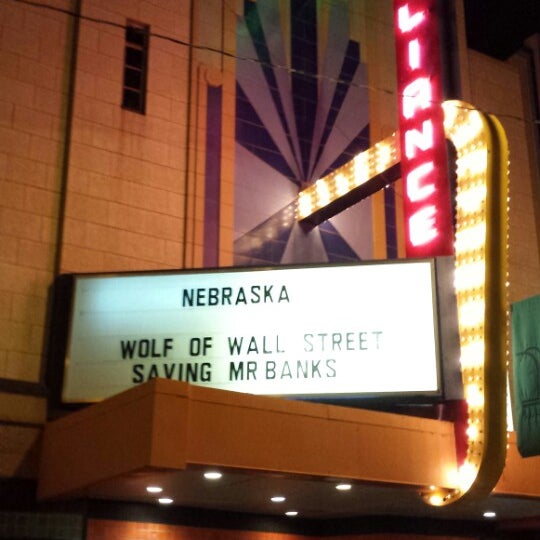 LIANCE
NEBRASKA
WOLF OF WALL STREET
SAVING MR BANKS